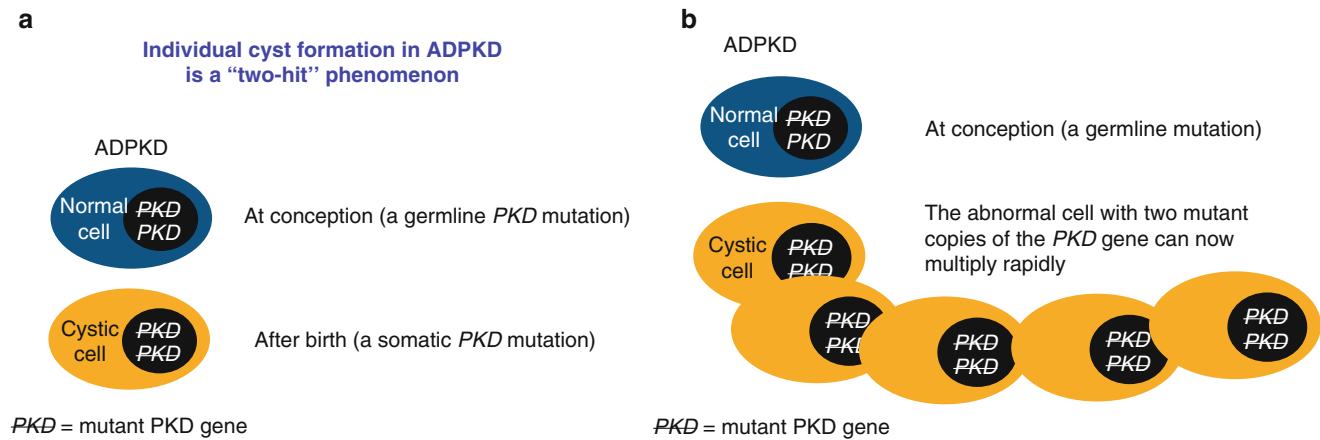 a
Individual cyst formation in ADPKD
is a “two-hit’’ phenomenon
ADPKD
Normal
cell
PKD
PKD
At conception (a germline PKD mutation)
Cystic
cell
PKD
PKD
After birth (a somatic PKD mutation)
PKD = mutant PKD gene
b
ADPKD
Normal
cell
PKD
PKD
At conception (a germline mutation)
Cystic
cell
PKD
PKD
The abnormal cell with two mutant
copies of the PKD gene can now
multiply rapidly
PKD
PKD
PKD
PKD
PKD
PKD
PKD
PKD
PKD = mutant PKD gene